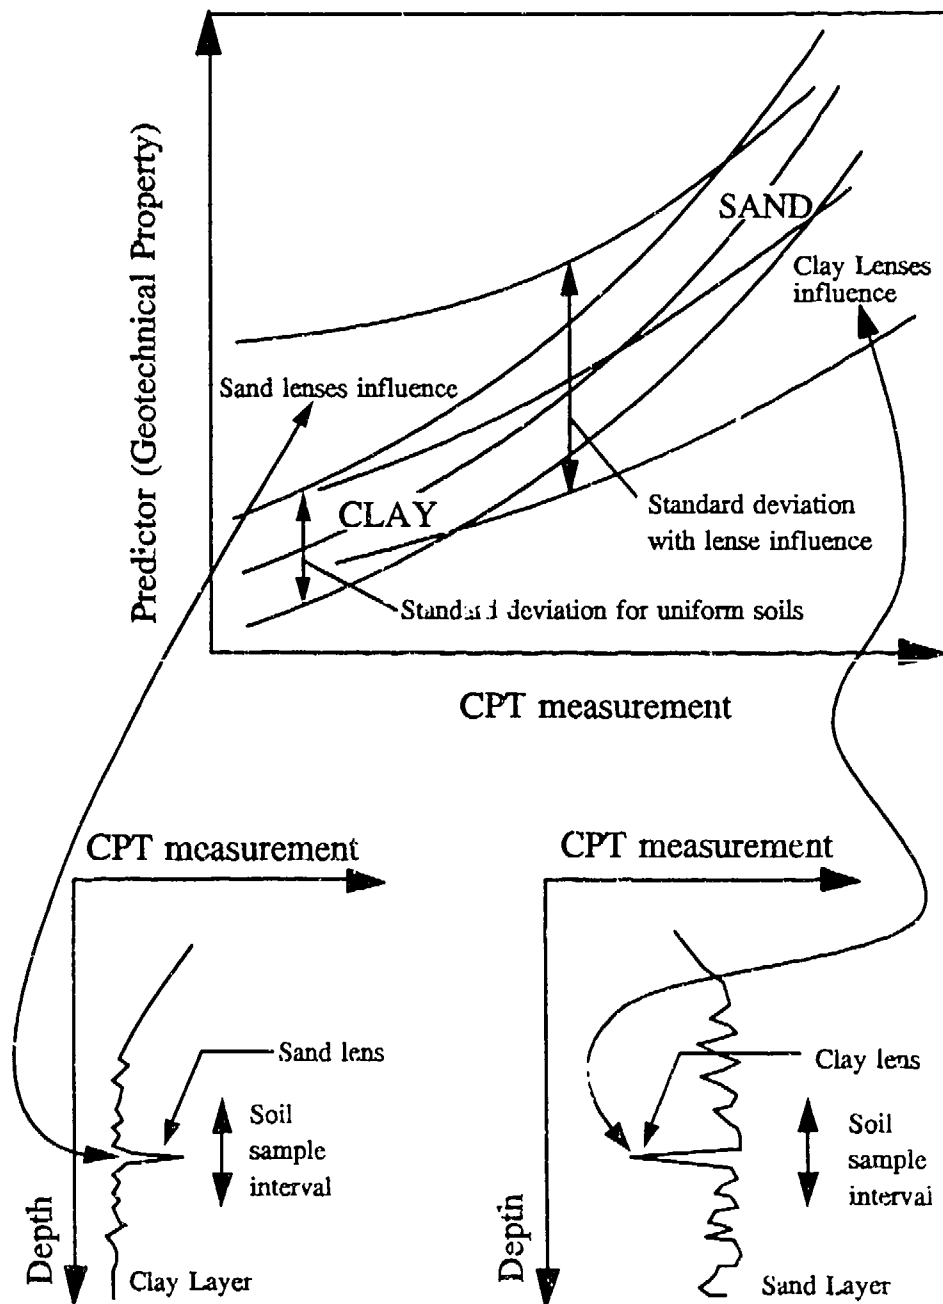 Predictor (Geotechnical Property)
SAND
Clay Lenses
influence
Sand lenses influence
CLAY
Standard deviation
with lense influence
Standard deviation for uniform soils
CPT measurement
CPT measurement
CPT measurement
Sand lens
Clay lens
Soil
sample
interval
Soil
sample
interval
Depth
Clay Layer
Depth
Sand Layer